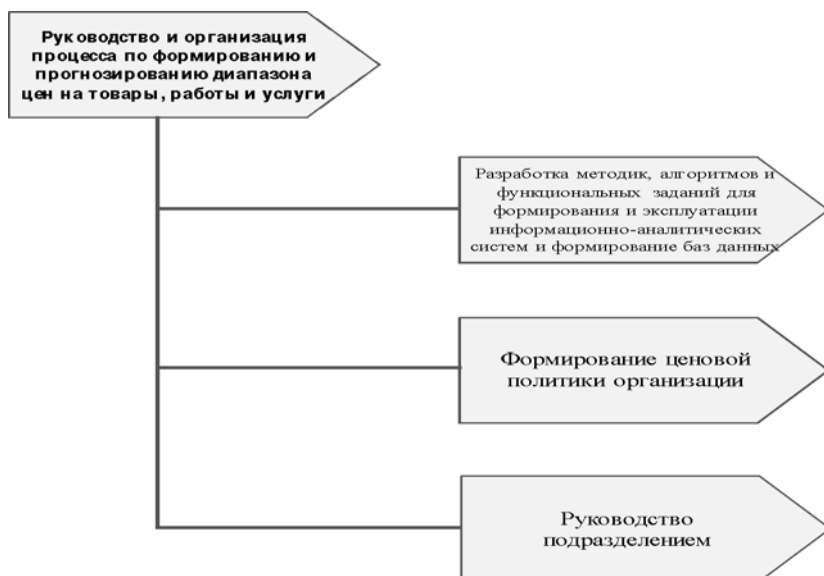 Руководство и организация
процесса по формированию и
прогнозированию диапазона
цен на товары, работы и услуги
Разработка методик, алгоритмов и
функциональных заданий для
формирования и эксплуатации
информационно-аналитических
систем и формирование баз данных
Формирование ценовой
политики организации
Руководство
подразделением